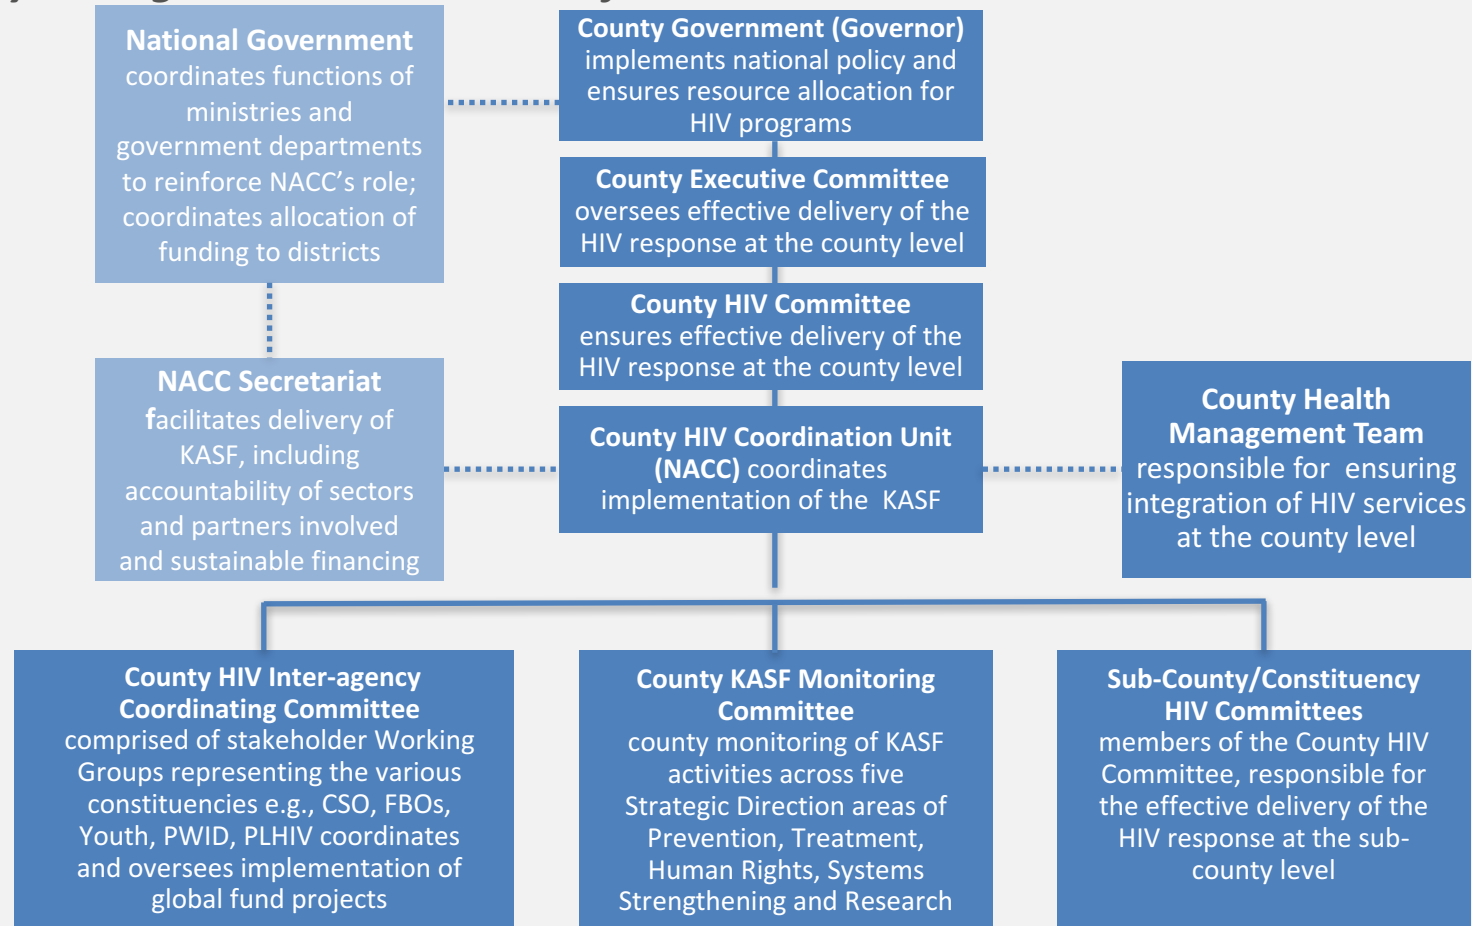 National Government
coordinates functions of
ministries and
government departments
to reinforce NACC’s role;
coordinates allocation of
funding to districts
County Government (Governor)
implements national policy and
ensures resource allocation for
HIV programs
County Executive Committee
oversees effective delivery of the
HIV response at the county level
County HIV Committee
ensures effective delivery of the
HIV response at the county level
NACC Secretariat
facilitates delivery of
KASF, including
accountability of sectors
and partners involved
and sustainable financing
County HIV Coordination Unit
(NACC) coordinates
implementation of the KASF
County Health
Management Team
responsible for ensuring
integration of HIV services
at the county level
County HIV Inter-agency
Coordinating Committee
comprised of stakeholder Working
Groups representing the various
constituencies e.g., CSO, FBOs,
Youth, PWID, PLHIV coordinates
and oversees implementation of
global fund projects
County KASF Monitoring
Committee
county monitoring of KASF
activities across five
Strategic Direction areas of
Prevention, Treatment,
Human Rights, Systems
Strengthening and Research
Sub-County/Constituency
HIV Committees
members of the County HIV
Committee, responsible for
the effective delivery of the
HIV response at the sub-
county level